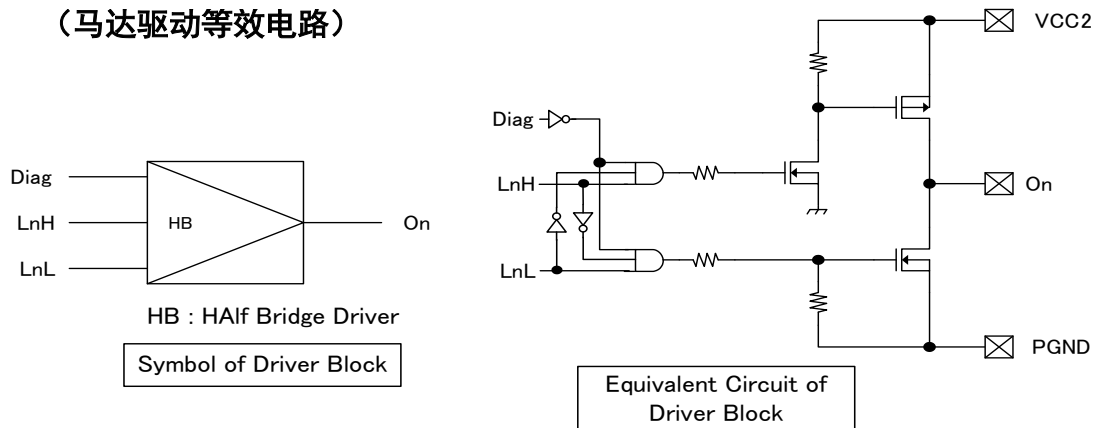 （马达驱动等效电路）
Diag
LnH
LnL
HB
On
HB : HAlf Bridge Driver
Symbol of Driver Block
VCC2
Diag
LnH
LnL
On
PGND
Equivalent Circuit of
Driver Block